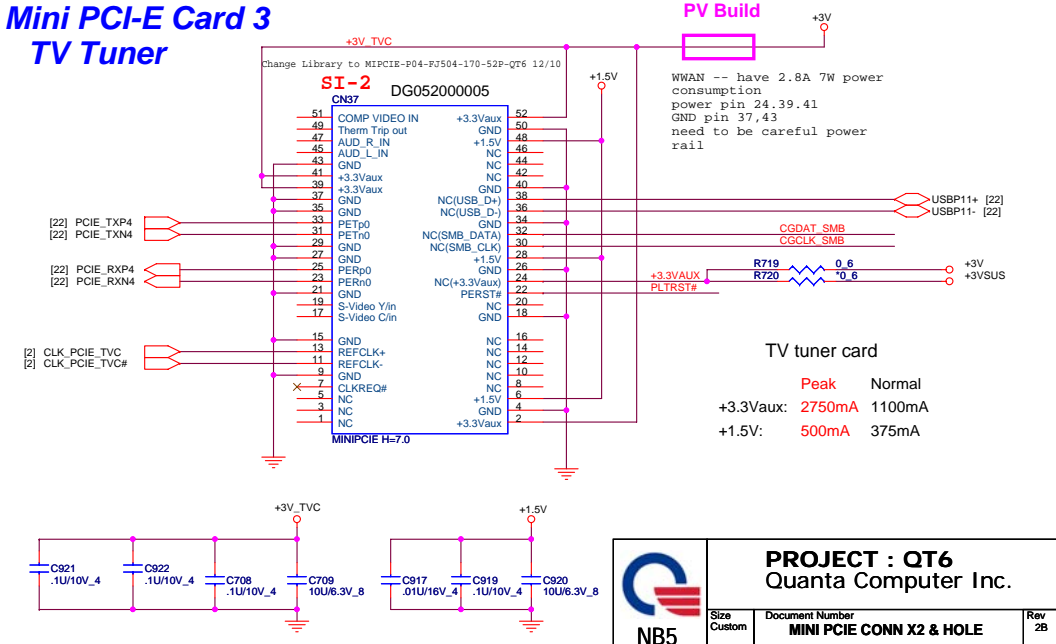 Mini PCI-E Card 3
TV Tuner
PV Build
+3V
+3V_TVC
Change Library to MIPCIE-P04-FJ504-170-52P-QT6 12/10
+1.5V
SI-2
DG052000005
CN37
WWAN -- have 2.8A 7W power
consumption
power pin 24.39.41
GND pin 37,43
need to be careful power
rail
51 COMP VIDEO IN +3.3Vaux 52
49 Therm Trip out GND 50
47 AUD_R_IN +1.5V 48
45 AUD_L_IN NC 46
43 GND NC 44
41 +3.3Vaux NC 42
39 +3.3Vaux GND 40
37 GND NC(USB_D+) 38 USBP11+ [22]
35 GND NC(USB_D-) 36 USBP11- [22]
[22] PCIE_TXP4 33 PETp0 GND 34
[22] PCIE_TXN4 31 PETn0 NC(SMB_DATA) 32 CGDAT_SMB
29 GND NC(SMB_CLK) 30 CGCLK_SMB
27 GND +1.5V 28
[22] PCIE_RXP4 25 PERp0 GND 26 R719 0_6 +3V
[22] PCIE_RXN4 23 PERn0 NC(+3.3Vaux) 24 +3.3VAUX R720 *0_6 +3VSUS
21 GND PERST# 22 PLTRST#
19 S-Video Y/in NC 20
17 S-Video C/in GND 18
15 GND NC 16
[2] CLK_PCIE_TVC 13 REFCLK+ NC 14
[2] CLK_PCIE_TVC# 11 REFCLK- NC 12
9 GND NC 10
7 CLKREQ# NC 8
5 NC +1.5V 6
3 NC GND 4
1 NC +3.3Vaux 2
MINIPCIE H=7.0
TV tuner card
Peak Normal
+3.3Vaux: 2750mA 1100mA
+1.5V: 500mA 375mA
+3V_TVC
+1.5V
C921
.1U/10V_4
C922
.1U/10V_4
C708
.1U/10V_4
C709
10U/6.3V_8
C917
.01U/16V_4
C919
.1U/10V_4
C920
10U/6.3V_8
NB5
PROJECT : QT6
Quanta Computer Inc.
Size
Custom
Document Number
MINI PCIE CONN X2 & HOLE
Rev
2B